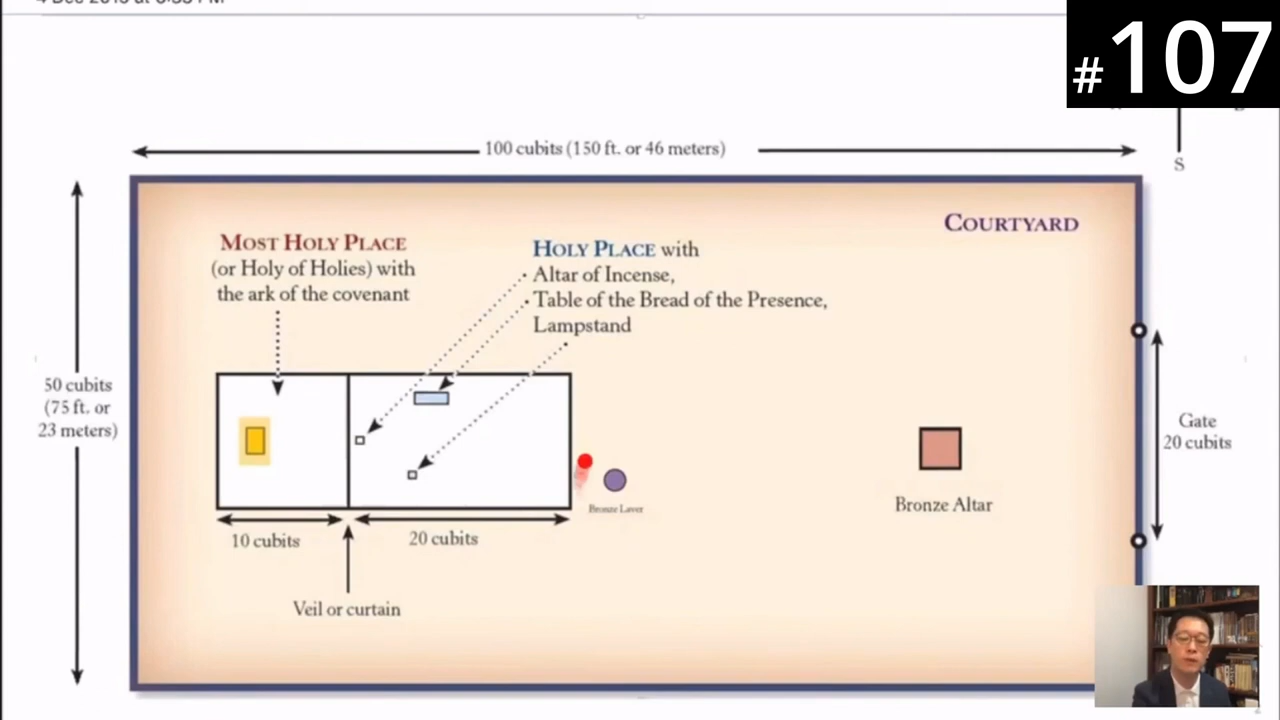 #107
S
100 cubits (150 ft. or 46 meters)
COURTYARD
MOST HOLY PLACE
(or Holy of Holies) with
the ark of the covenant
HOLY PLACE with
· Altar of Incense,
· Table of the Bread of the Presence,
Lampstand
50 cubits
(75 ft. or
23 meters)
Gate
20 cubits
Bronze Laver
Bronze Altar
10 cubits
20 cubits
Veil or curtain